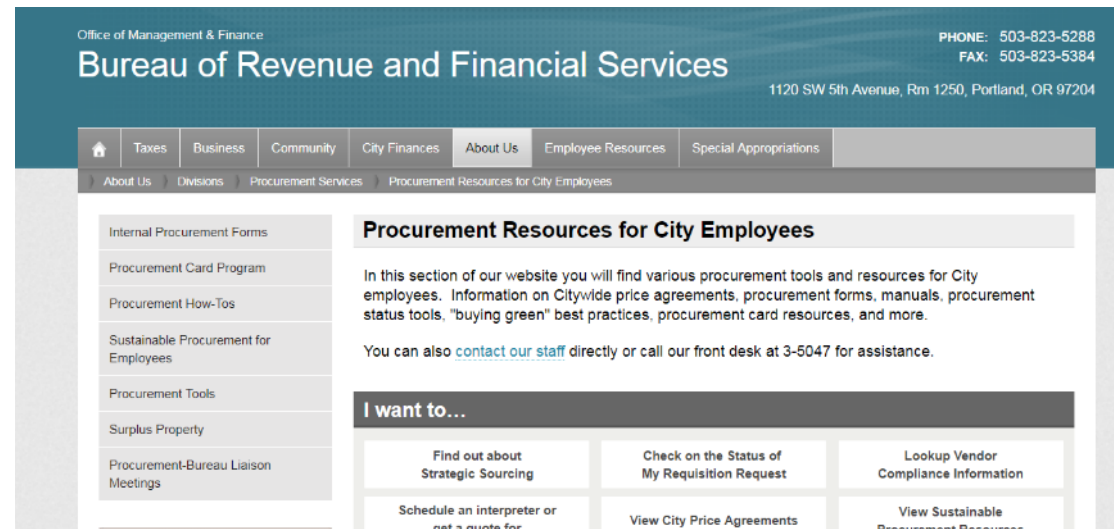 Office of Management & Finance
Bureau of Revenue and Financial Services
PHONE: 503-823-5288
FAX: 503-823-5384
1120 SW 5th Avenue, Rm 1250, Portland, OR 97204
Taxes Business Community City Finances About Us Employee Resources Special Appropriations
About Us Divisions Procurement Services Procurement Resources for City Employees
Internal Procurement Forms
Procurement Card Program
Procurement How-Tos
Sustainable Procurement for
Employees
Procurement Tools
Surplus Property
Procurement-Bureau Liaison
Meetings
Procurement Resources for City Employees
In this section of our website you will find various procurement tools and resources for City
employees. Information on Citywide price agreements, procurement forms, manuals, procurement
status tools, "buying green" best practices, procurement card resources, and more.
You can also contact our staff directly or call our front desk at 3-5047 for assistance.
I want to…
Find out about
Strategic Sourcing
Check on the Status of
My Requisition Request
Lookup Vendor
Compliance Information
Schedule an interpreter or
get a quote for
View City Price Agreements
View Sustainable
Procurement Resources